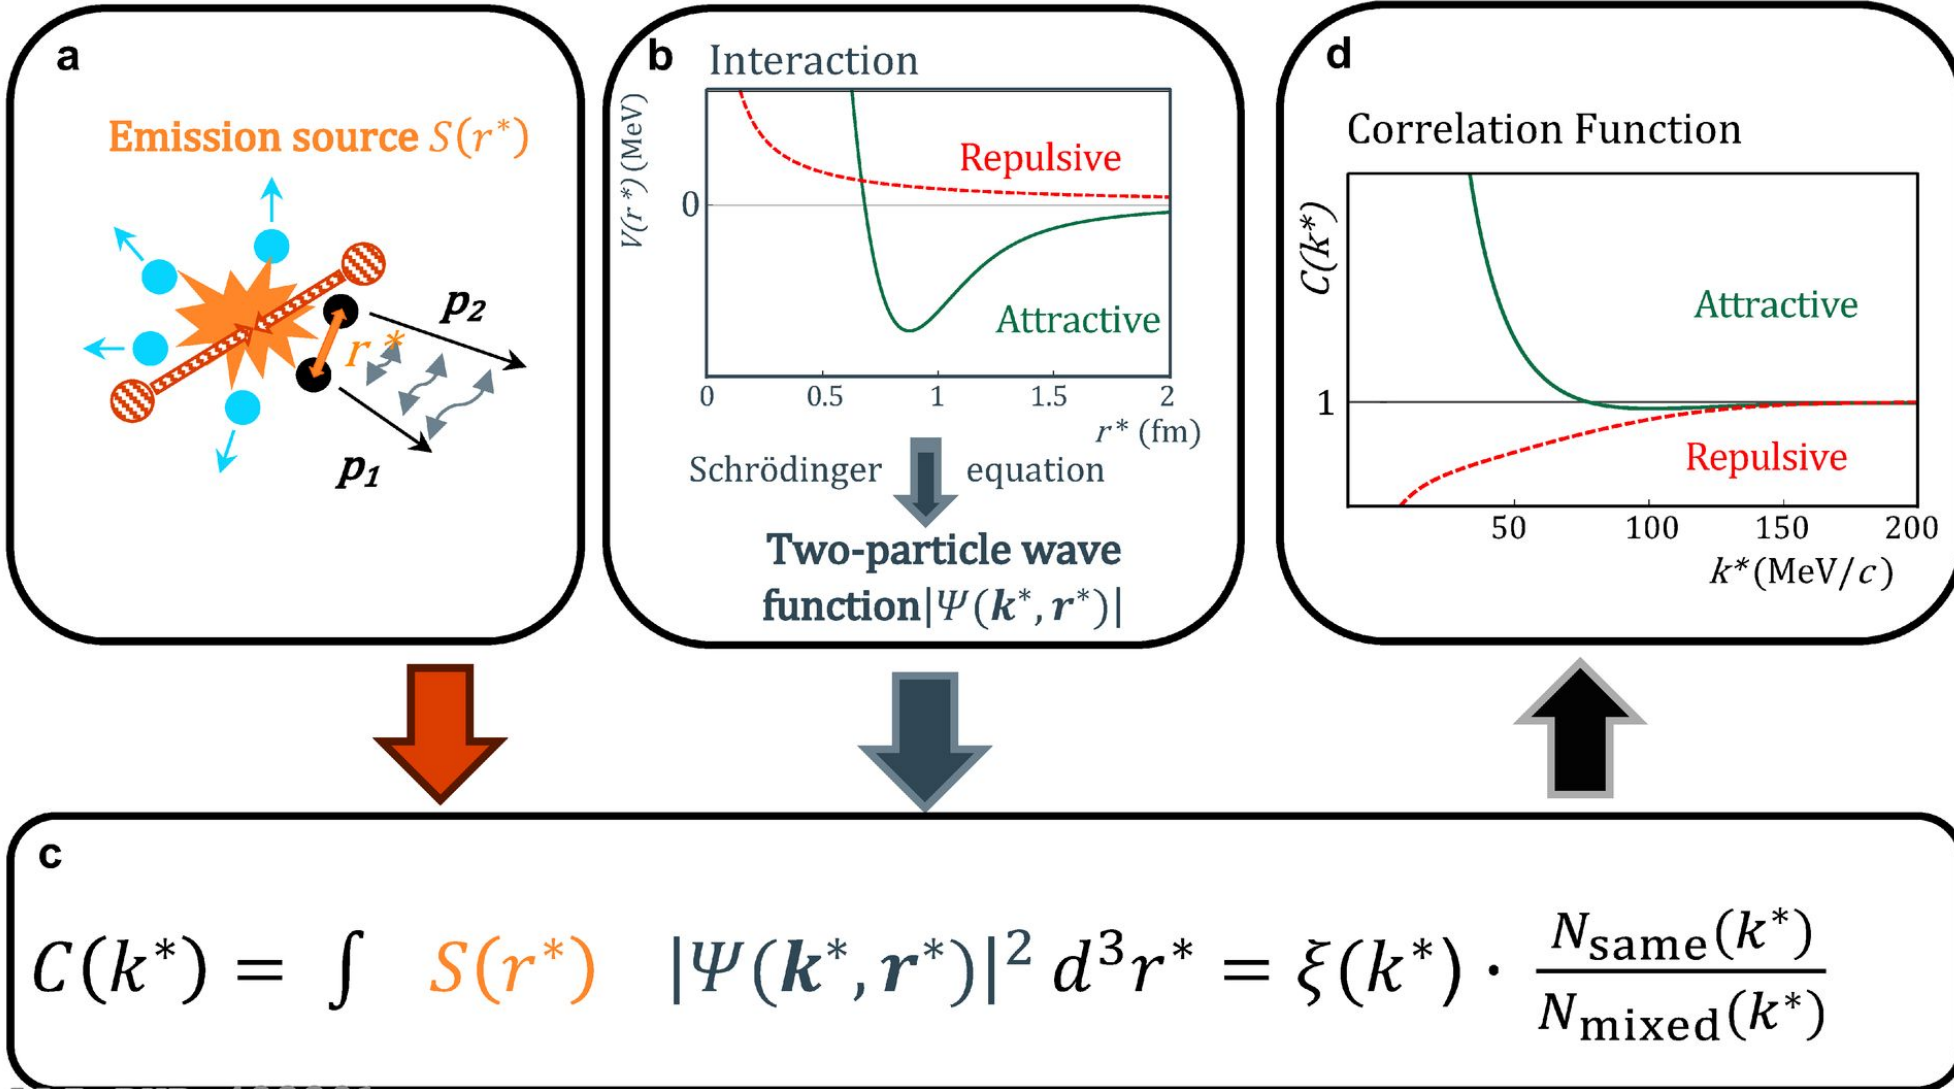 a
Emission source S(r*)
p₂
r*
p₁
b
Interaction
V(r*) (MeV)
Repulsive
0
Attractive
0 0.5 1 1.5 2
r* (fm)
Schrödinger equation
Two-particle wave
function|Ψ(k*, r*)|
d
Correlation Function
C(k*)
Attractive
1
Repulsive
50 100 150 200
k*(MeV/c)
c
C(k*) = ∫ S(r*) |Ψ(k*, r*)|² d³r* = ξ(k*) · N_same(k*) / N_mixed(k*)